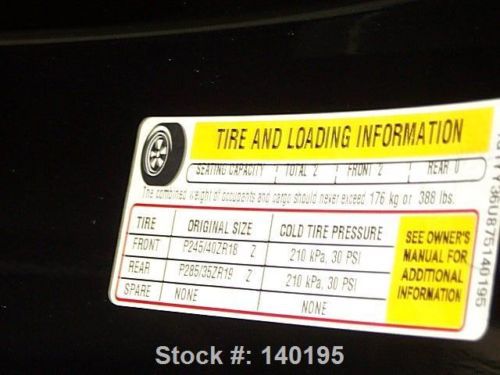 TIRE AND LOADING INFORMATION
SEATING CAPACITY TOTAL 2 FRONT 2 REAR 0
The combined weight of occupants and cargo should never exceed 176 kg or 388 lbs.
TIRE ORIGINAL SIZE COLD TIRE PRESSURE
FRONT P245/40ZR18 Z 210 kPa, 30 PSI
REAR P285/35ZR19 Z 210 kPa, 30 PSI
SPARE NONE NONE
SEE OWNER'S
MANUAL FOR
ADDITIONAL
INFORMATION
36U875140195
Stock #: 140195